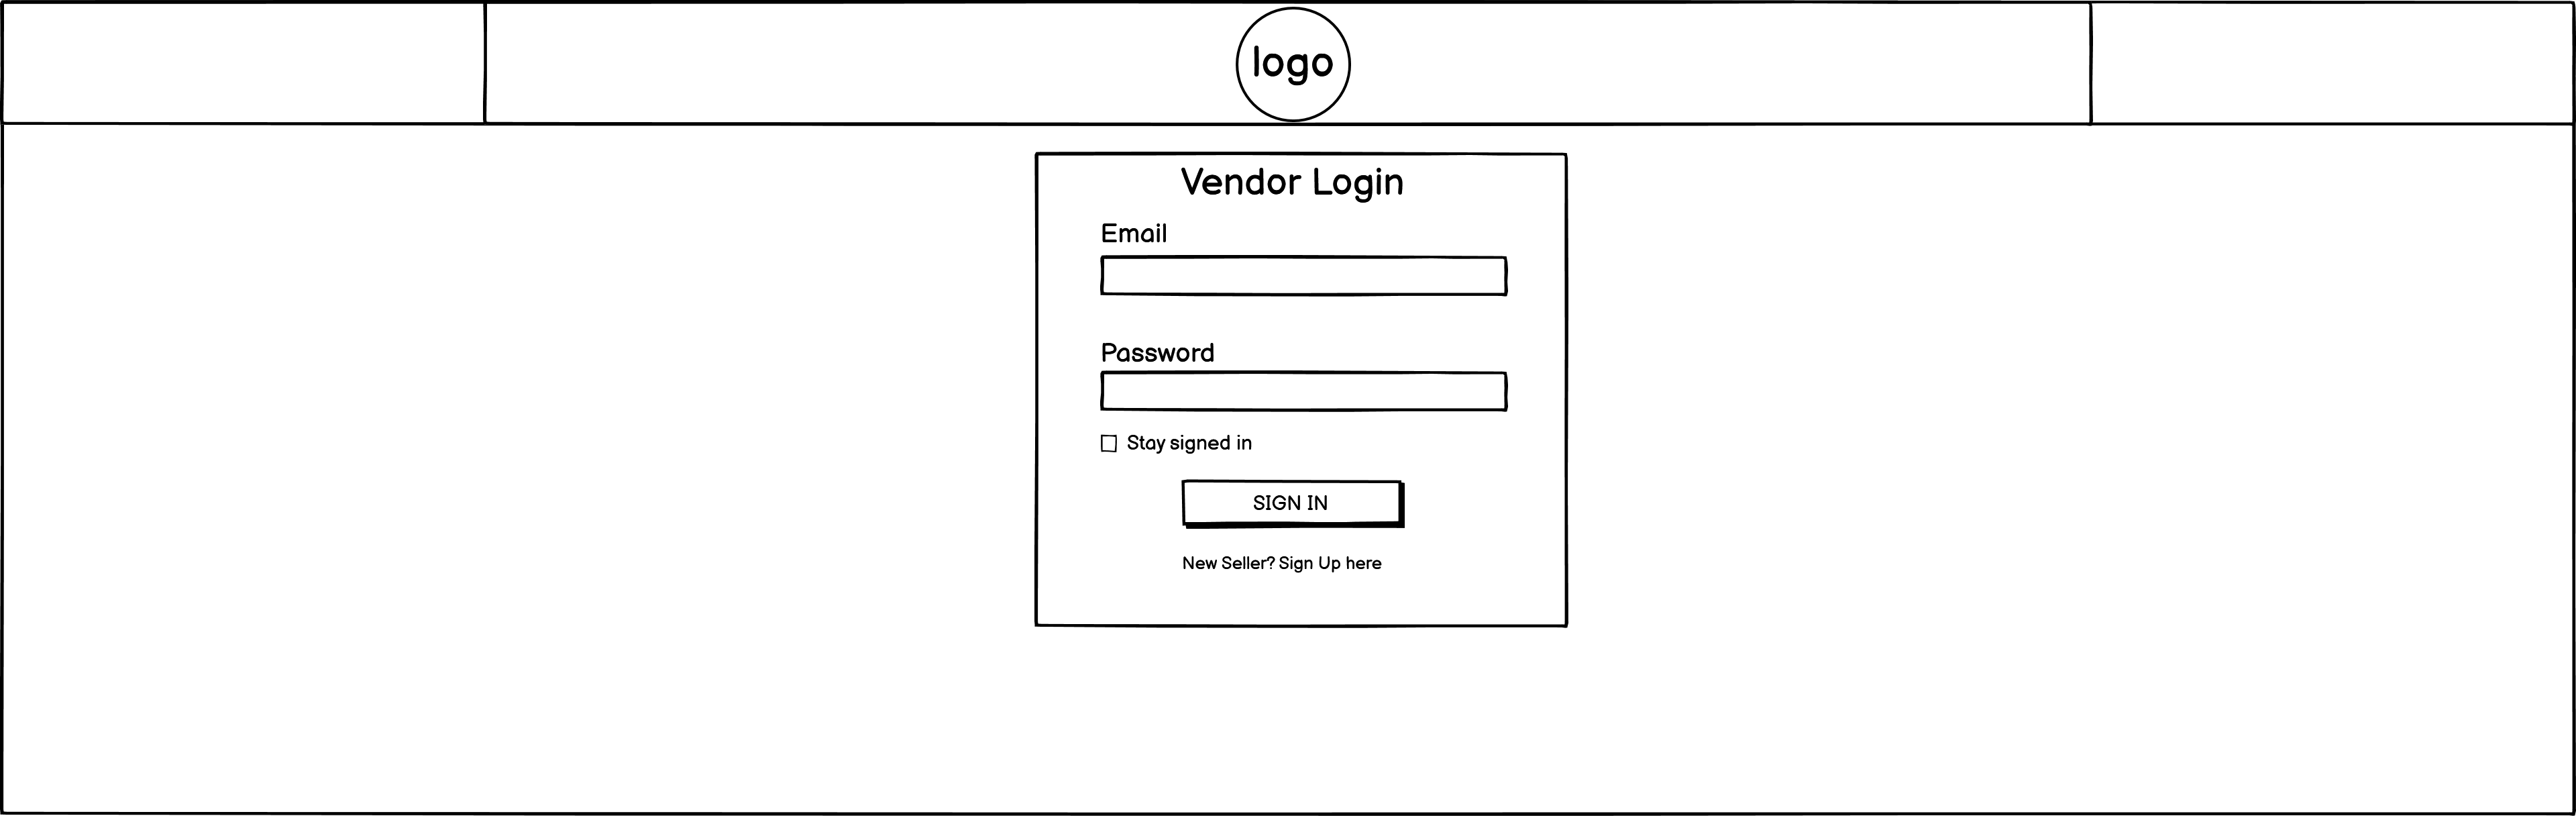 logo
Vendor Login
Email
Password
Stay signed in
SIGN IN
New Seller? Sign Up here